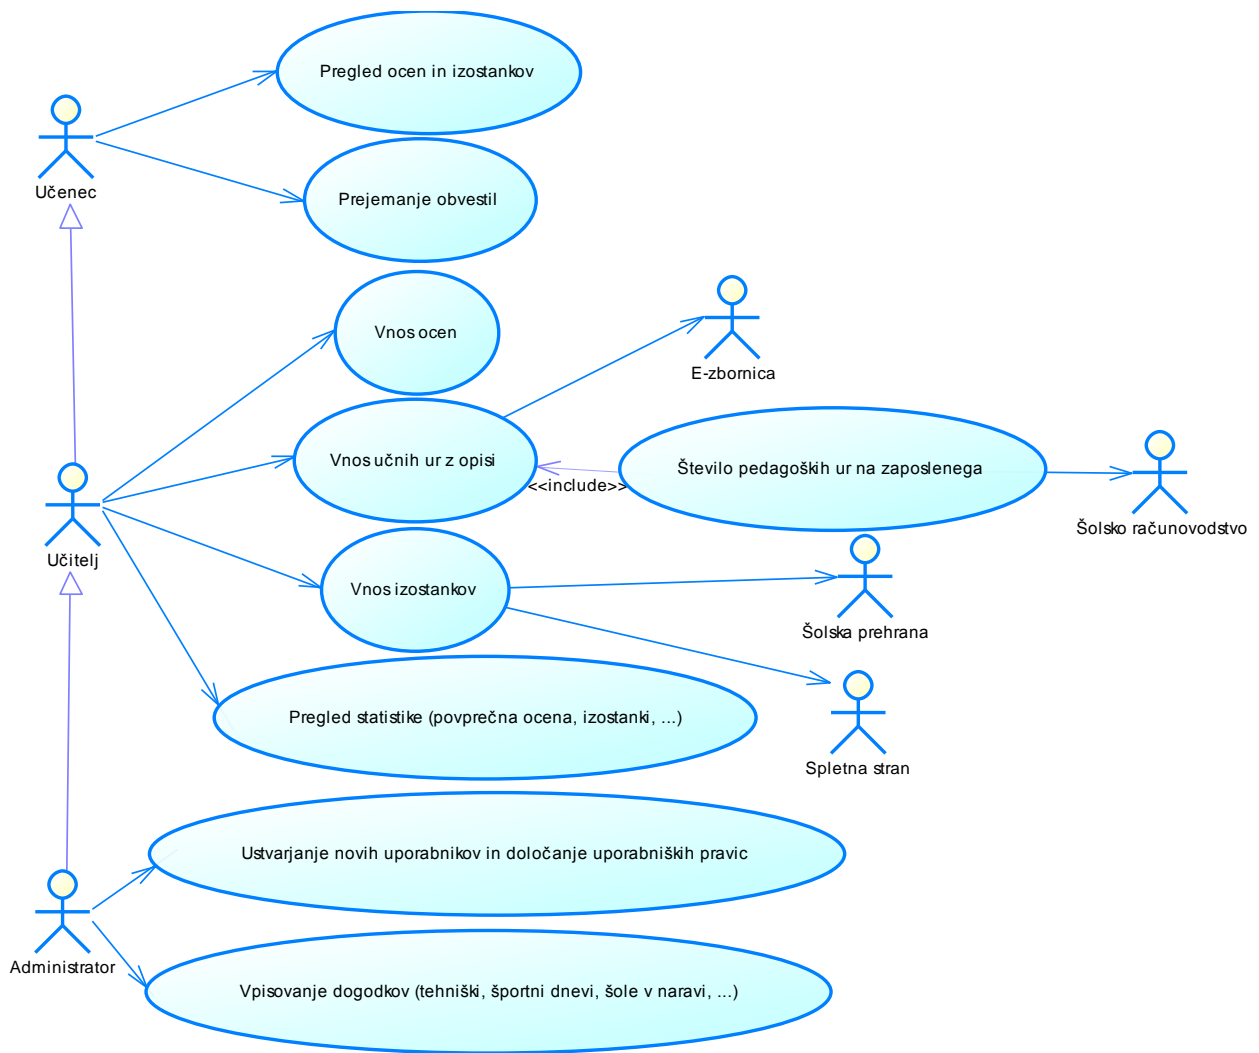 Pregled ocen in izostankov
Učenec
Prejemanje obvestil
Vnos ocen
E-zbornica
Vnos učnih ur z opisi
Število pedagoških ur na zaposlenega
<<include>>
Šolsko računovodstvo
Učitelj
Vnos izostankov
Šolska prehrana
Pregled statistike (povprečna ocena, izostanki, ...)
Spletna stran
Ustvarjanje novih uporabnikov in določanje uporabniških pravic
Administrator
Vpisovanje dogodkov (tehniški, športni dnevi, šole v naravi, ...)